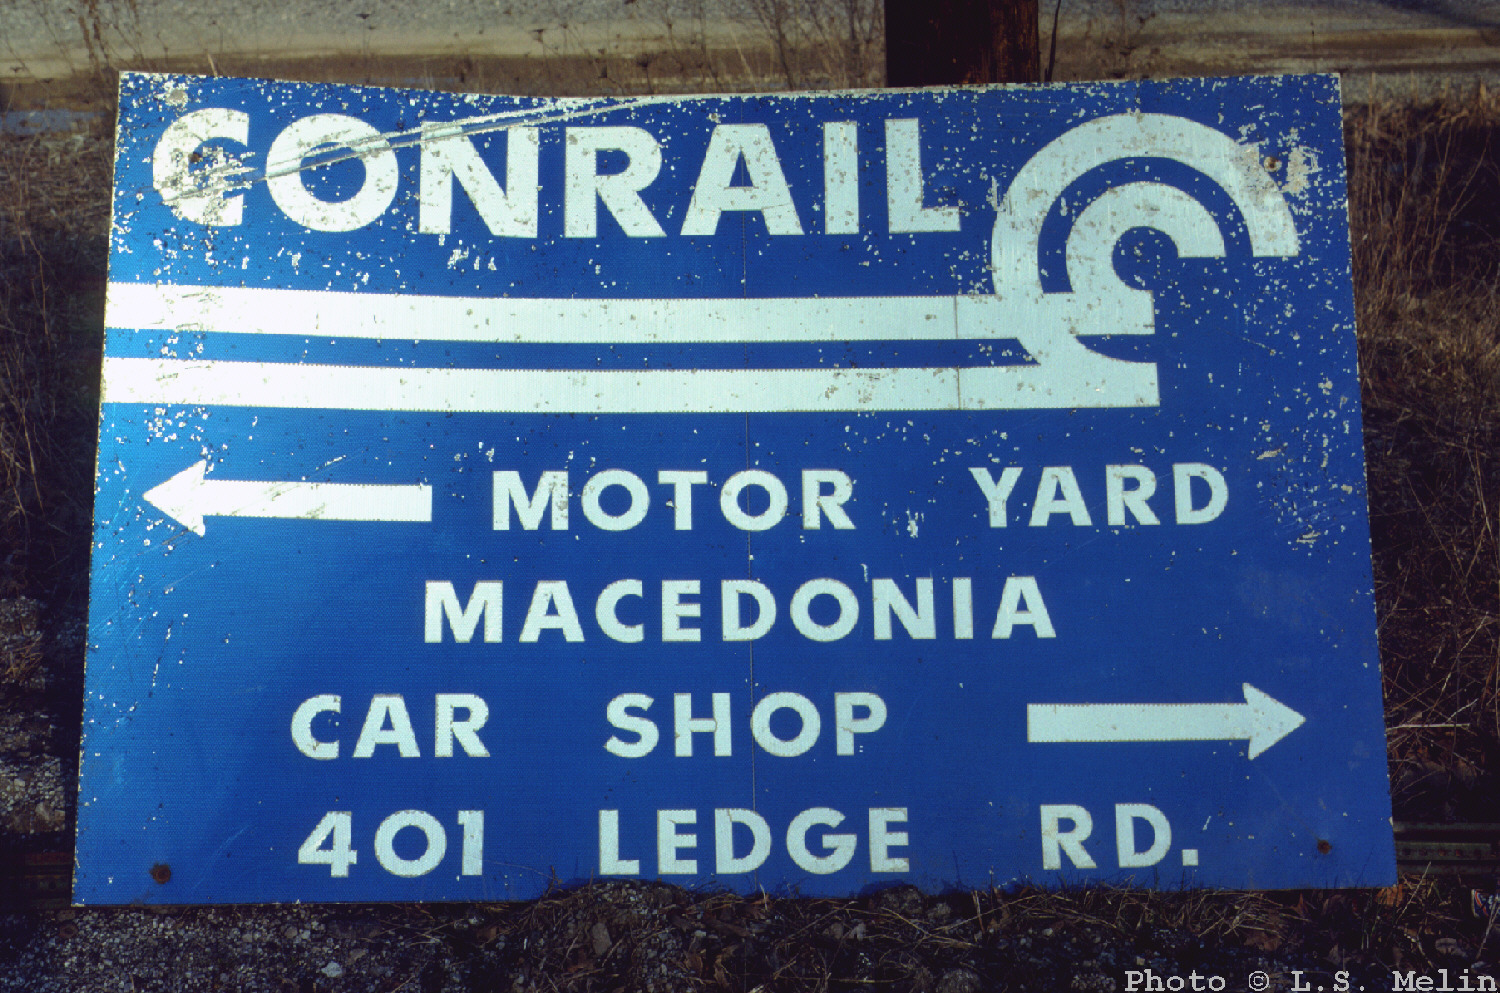 CONRAIL
MOTOR YARD
MACEDONIA
CAR SHOP
401 LEDGE RD.
Photo © L.S. Melin